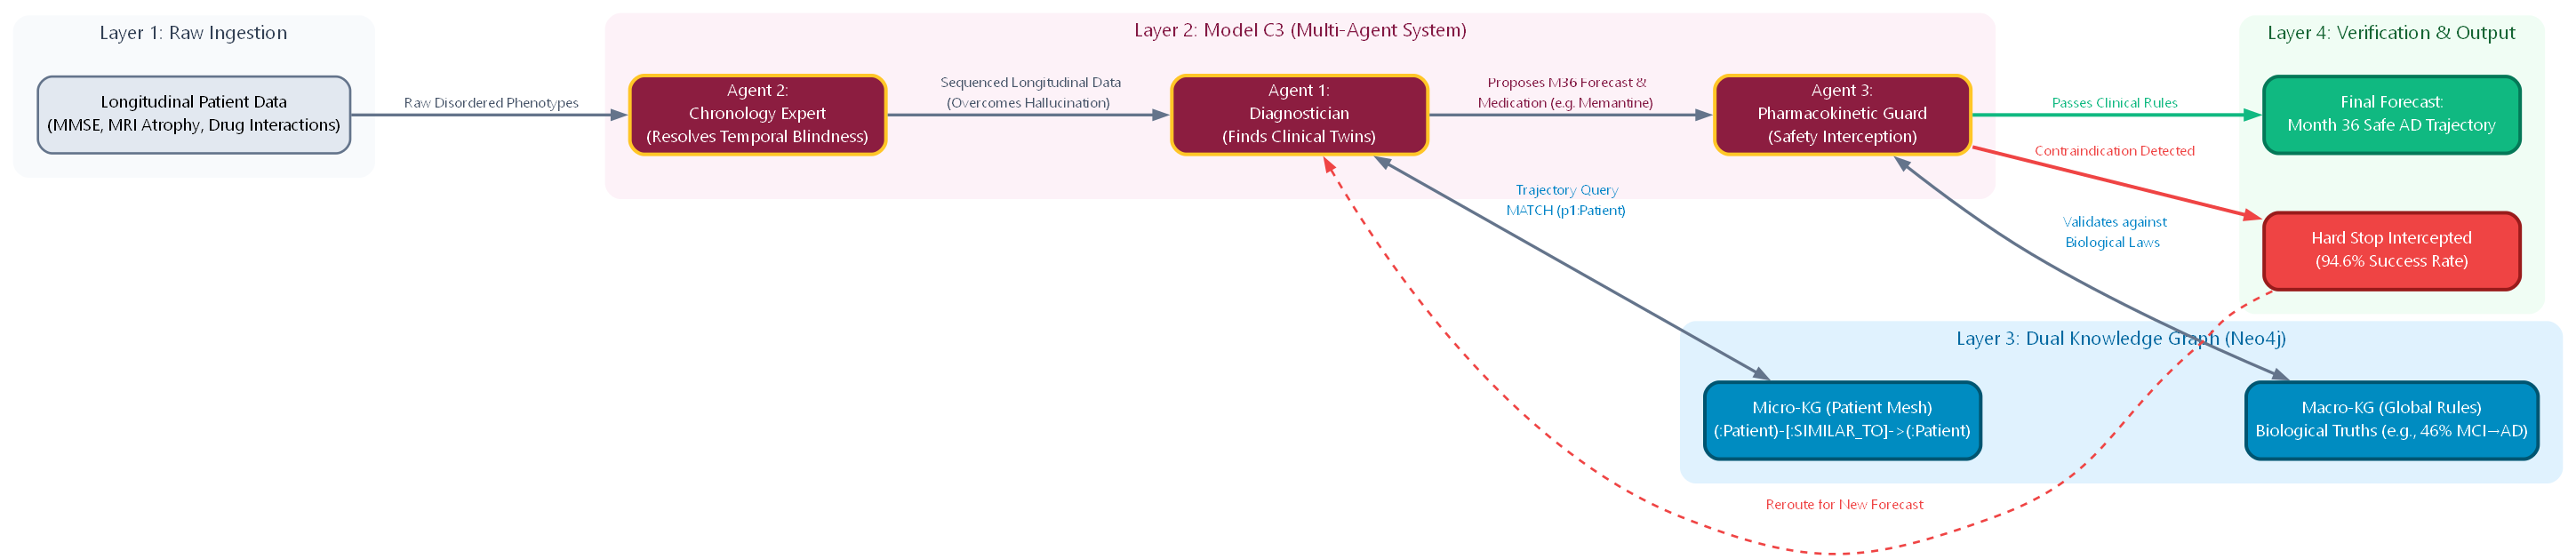 Layer 1: Raw Ingestion
Longitudinal Patient Data
(MMSE, MRI Atrophy, Drug Interactions)
Raw Disordered Phenotypes
Layer 2: Model C3 (Multi-Agent System)
Agent 2:
Chronology Expert
(Resolves Temporal Blindness)
Sequenced Longitudinal Data
(Overcomes Hallucination)
Agent 1:
Diagnostician
(Finds Clinical Twins)
Proposes M36 Forecast &
Medication (e.g. Memantine)
Agent 3:
Pharmacokinetic Guard
(Safety Interception)
Passes Clinical Rules
Contraindication Detected
Layer 4: Verification & Output
Final Forecast:
Month 36 Safe AD Trajectory
Hard Stop Intercepted
(94.6% Success Rate)
Trajectory Query
MATCH (p1:Patient)
Validates against
Biological Laws
Layer 3: Dual Knowledge Graph (Neo4j)
Micro-KG (Patient Mesh)
(:Patient)-[:SIMILAR_TO]->(:Patient)
Macro-KG (Global Rules)
Biological Truths (e.g., 46% MCI→AD)
Reroute for New Forecast